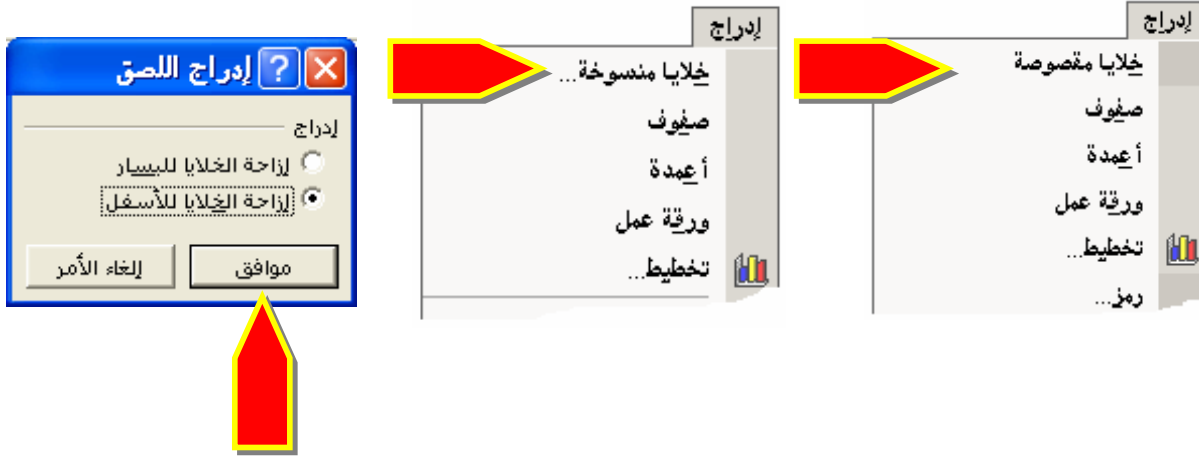 إدراج
خلايا مقصوصة
صفوف
أعمدة
ورقة عمل
تخطيط...
رمز...
إدراج
خلايا منسوخة...
صفوف
أعمدة
ورقة عمل
تخطيط...
إدراج اللصق
إدراج
إزاحة الخلايا لليسار
إزاحة الخلايا للأسفل
موافق
إلغاء الأمر